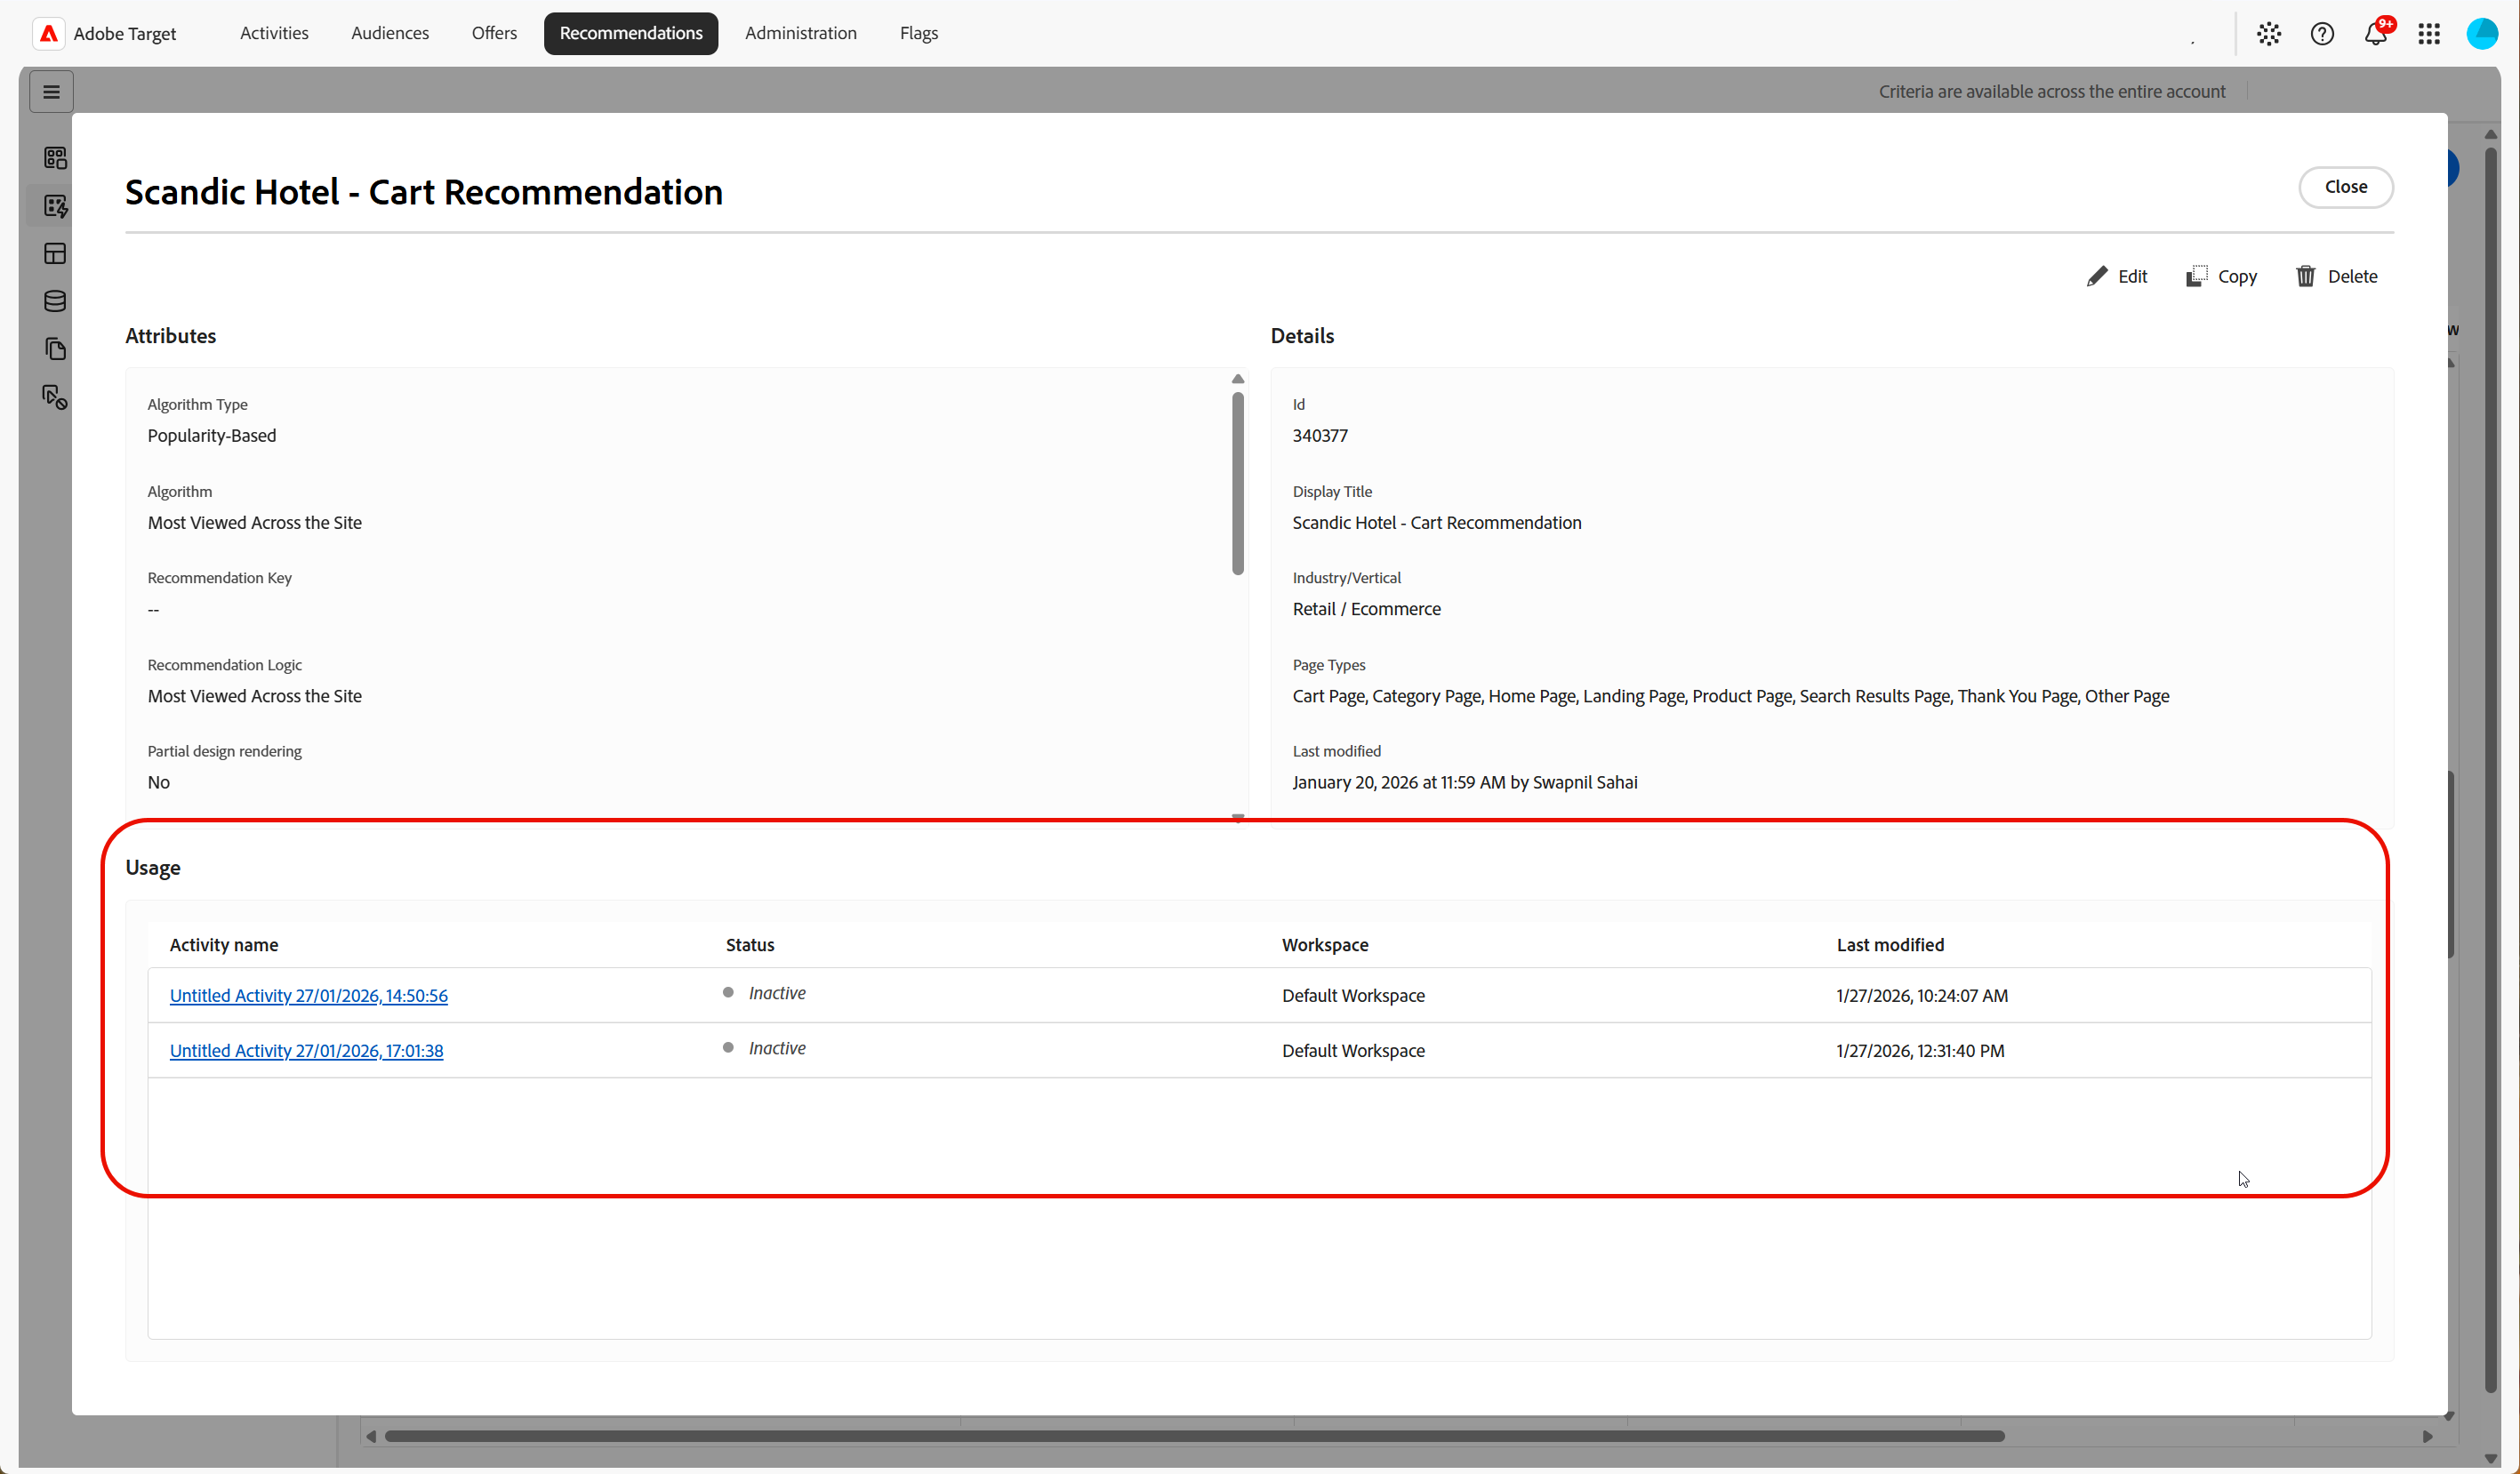 Adobe Target Activities Audiences Offers Recommendations Administration Flags 9+
Criteria are available across the entire account
Scandic Hotel - Cart Recommendation
Close
Edit Copy Delete
Attributes
Algorithm Type
Popularity-Based
Algorithm
Most Viewed Across the Site
Recommendation Key
--
Recommendation Logic
Most Viewed Across the Site
Partial design rendering
No
Details
Id
340377
Display Title
Scandic Hotel - Cart Recommendation
Industry/Vertical
Retail / Ecommerce
Page Types
Cart Page, Category Page, Home Page, Landing Page, Product Page, Search Results Page, Thank You Page, Other Page
Last modified
January 20, 2026 at 11:59 AM by Swapnil Sahai
Usage
Activity name Status Workspace Last modified
Untitled Activity 27/01/2026, 14:50:56 Inactive Default Workspace 1/27/2026, 10:24:07 AM
Untitled Activity 27/01/2026, 17:01:38 Inactive Default Workspace 1/27/2026, 12:31:40 PM